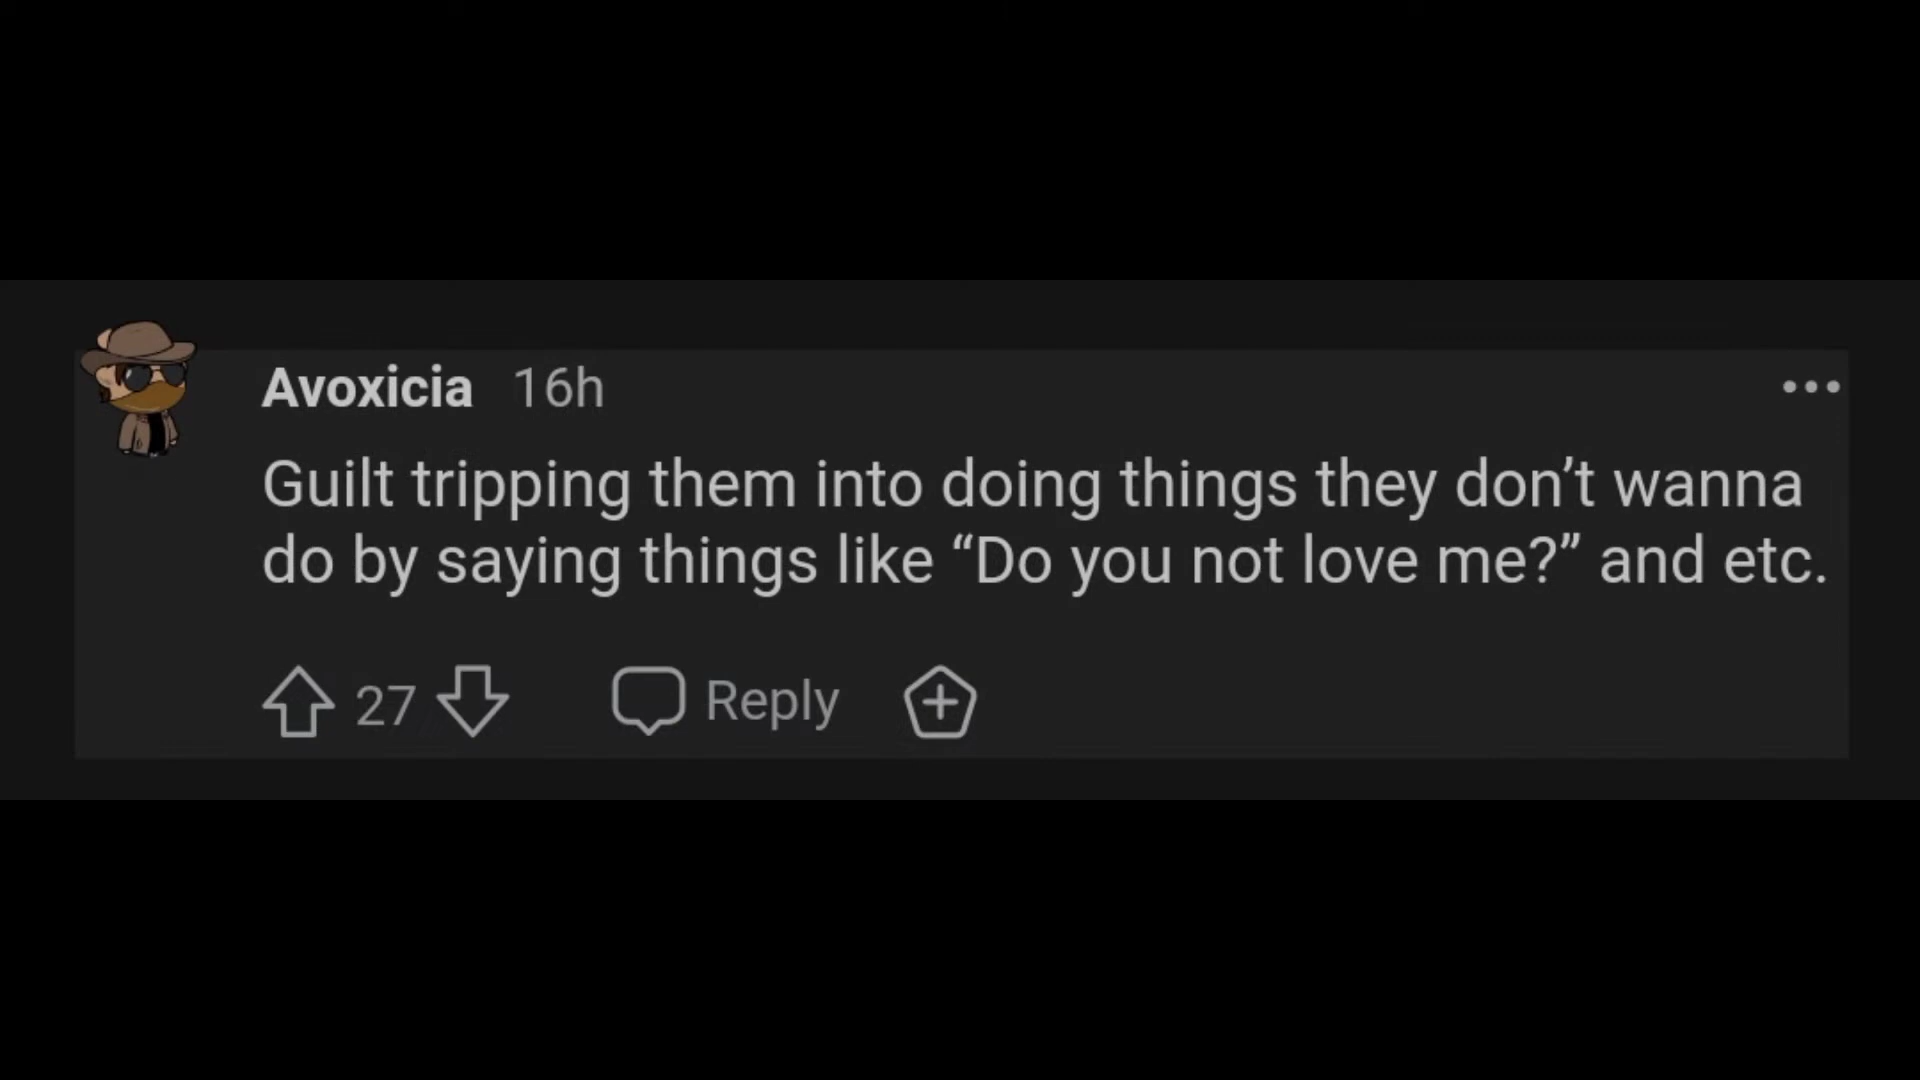 Avoxicia 16h
Guilt tripping them into doing things they don’t wanna
do by saying things like “Do you not love me?” and etc.
27 Reply